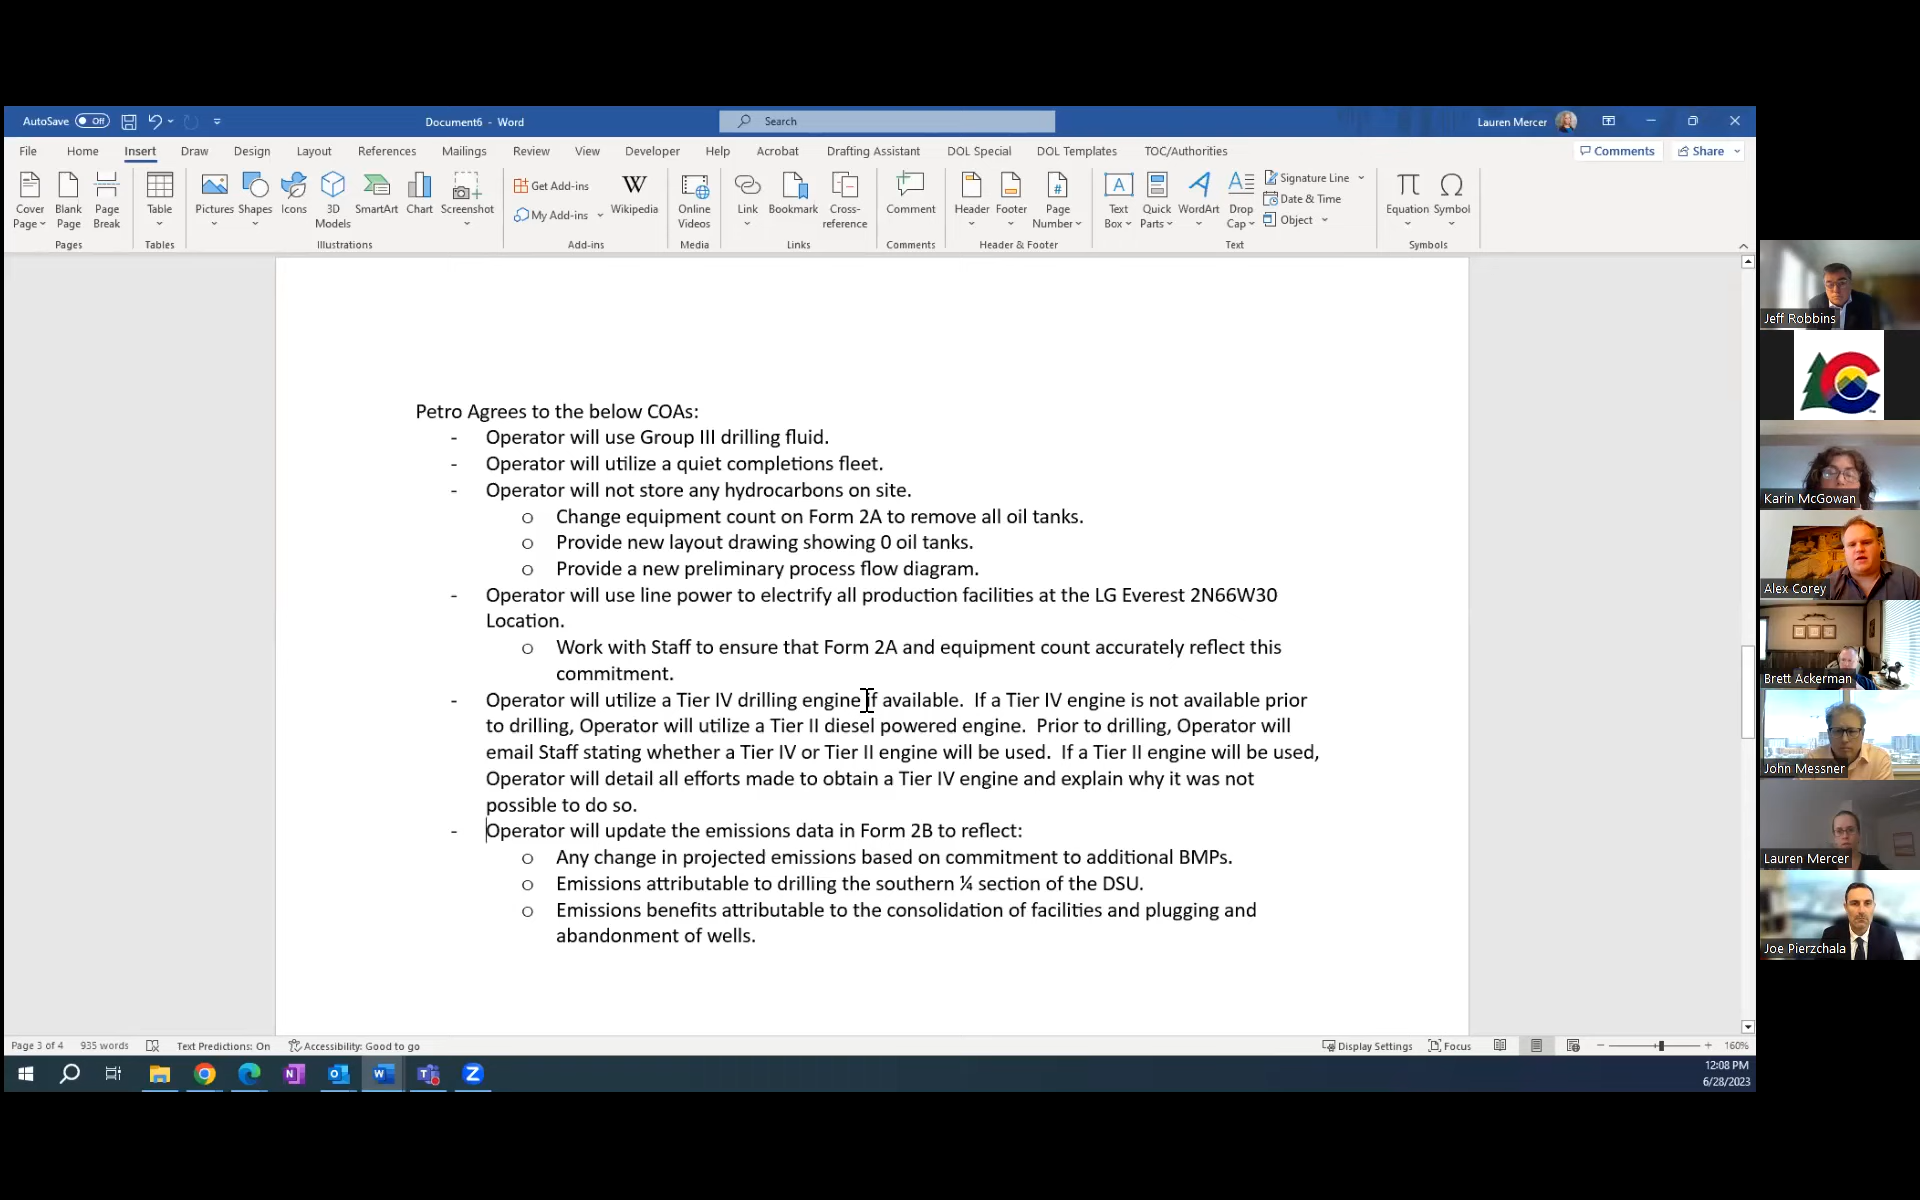 AutoSave Off
Document6 - Word
Search
Lauren Mercer
File Home Insert Draw Design Layout References Mailings Review View Developer Help Acrobat Drafting Assistant DOL Special DOL Templates TOC/Authorities
Comments Share
Cover Page
Blank Page
Page Break
Pages
Table
Tables
Pictures
Shapes
Icons
3D Models
SmartArt
Chart
Screenshot
Illustrations
Get Add-ins
My Add-ins
Wikipedia
Add-ins
Online Videos
Media
Link
Bookmark
Cross-reference
Links
Comment
Comments
Header
Footer
Page Number
Header & Footer
Text Box
Quick Parts
WordArt
Drop Cap
Signature Line
Date & Time
Object
Text
Equation
Symbol
Symbols
Petro Agrees to the below COAs:
- Operator will use Group III drilling fluid.
- Operator will utilize a quiet completions fleet.
- Operator will not store any hydrocarbons on site.
o Change equipment count on Form 2A to remove all oil tanks.
o Provide new layout drawing showing 0 oil tanks.
o Provide a new preliminary process flow diagram.
- Operator will use line power to electrify all production facilities at the LG Everest 2N66W30
Location.
o Work with Staff to ensure that Form 2A and equipment count accurately reflect this
commitment.
- Operator will utilize a Tier IV drilling engine if available.  If a Tier IV engine is not available prior
to drilling, Operator will utilize a Tier II diesel powered engine.  Prior to drilling, Operator will
email Staff stating whether a Tier IV or Tier II engine will be used.  If a Tier II engine will be used,
Operator will detail all efforts made to obtain a Tier IV engine and explain why it was not
possible to do so.
- Operator will update the emissions data in Form 2B to reflect:
o Any change in projected emissions based on commitment to additional BMPs.
o Emissions attributable to drilling the southern ¼ section of the DSU.
o Emissions benefits attributable to the consolidation of facilities and plugging and
abandonment of wells.
Page 3 of 4 935 words Text Predictions: On Accessibility: Good to go
Display Settings Focus 160%
12:08 PM
6/28/2023
Jeff Robbins
Karin McGowan
Alex Corey
Brett Ackerman
John Messner
Lauren Mercer
Joe Pierzchala